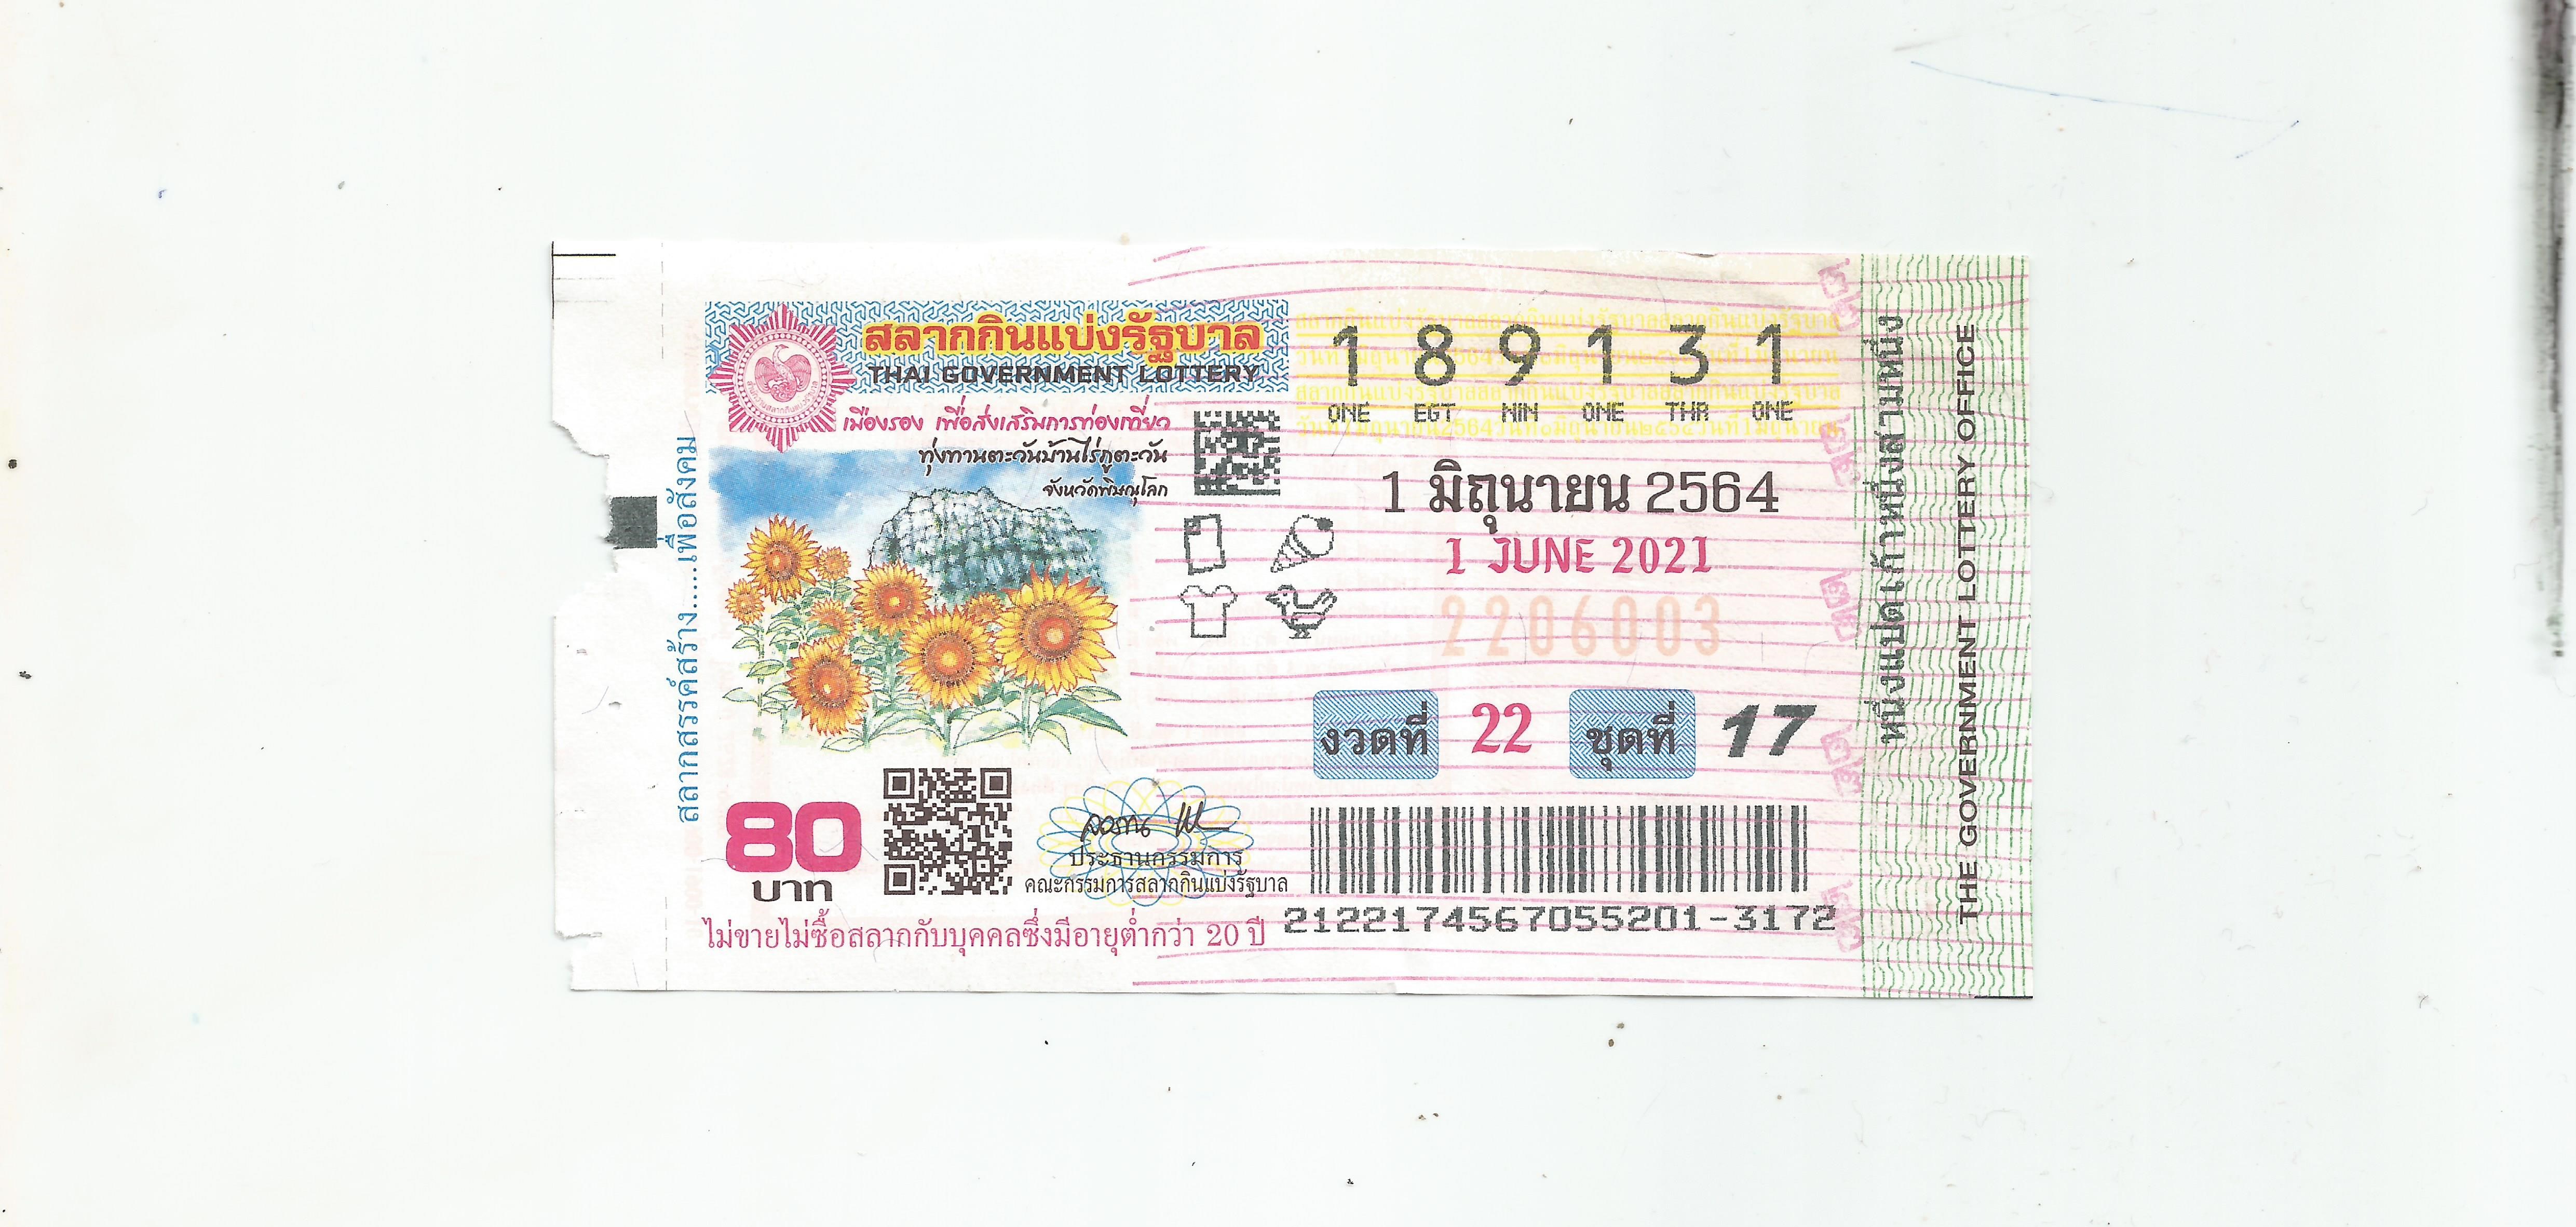 สลากกินแบ่งรัฐบาล
THAI GOVERNMENT LOTTERY
เมืองรอง เพื่อส่งเสริมการท่องเที่ยว
ทุ่งทานตะวันบ้านไร่ภูตะวัน
จังหวัดพิษณุโลก
สลากสรรค์สร้าง.....เพื่อสังคม
1 8 9 1 3 1
ONE EGT NIN ONE THR ONE
1 มิถุนายน 2564
1 JUNE 2021
2206003
งวดที่ 22 ชุดที่ 17
80
บาท
ประธานกรรมการ
คณะกรรมการสลากกินแบ่งรัฐบาล
2122174567055201-3172
ไม่ขายไม่ซื้อสลากกับบุคคลซึ่งมีอายุต่ำกว่า 20 ปี
หนึ่งแปดเก้าหนึ่งสามหนึ่ง
THE GOVERNMENT LOTTERY OFFICE